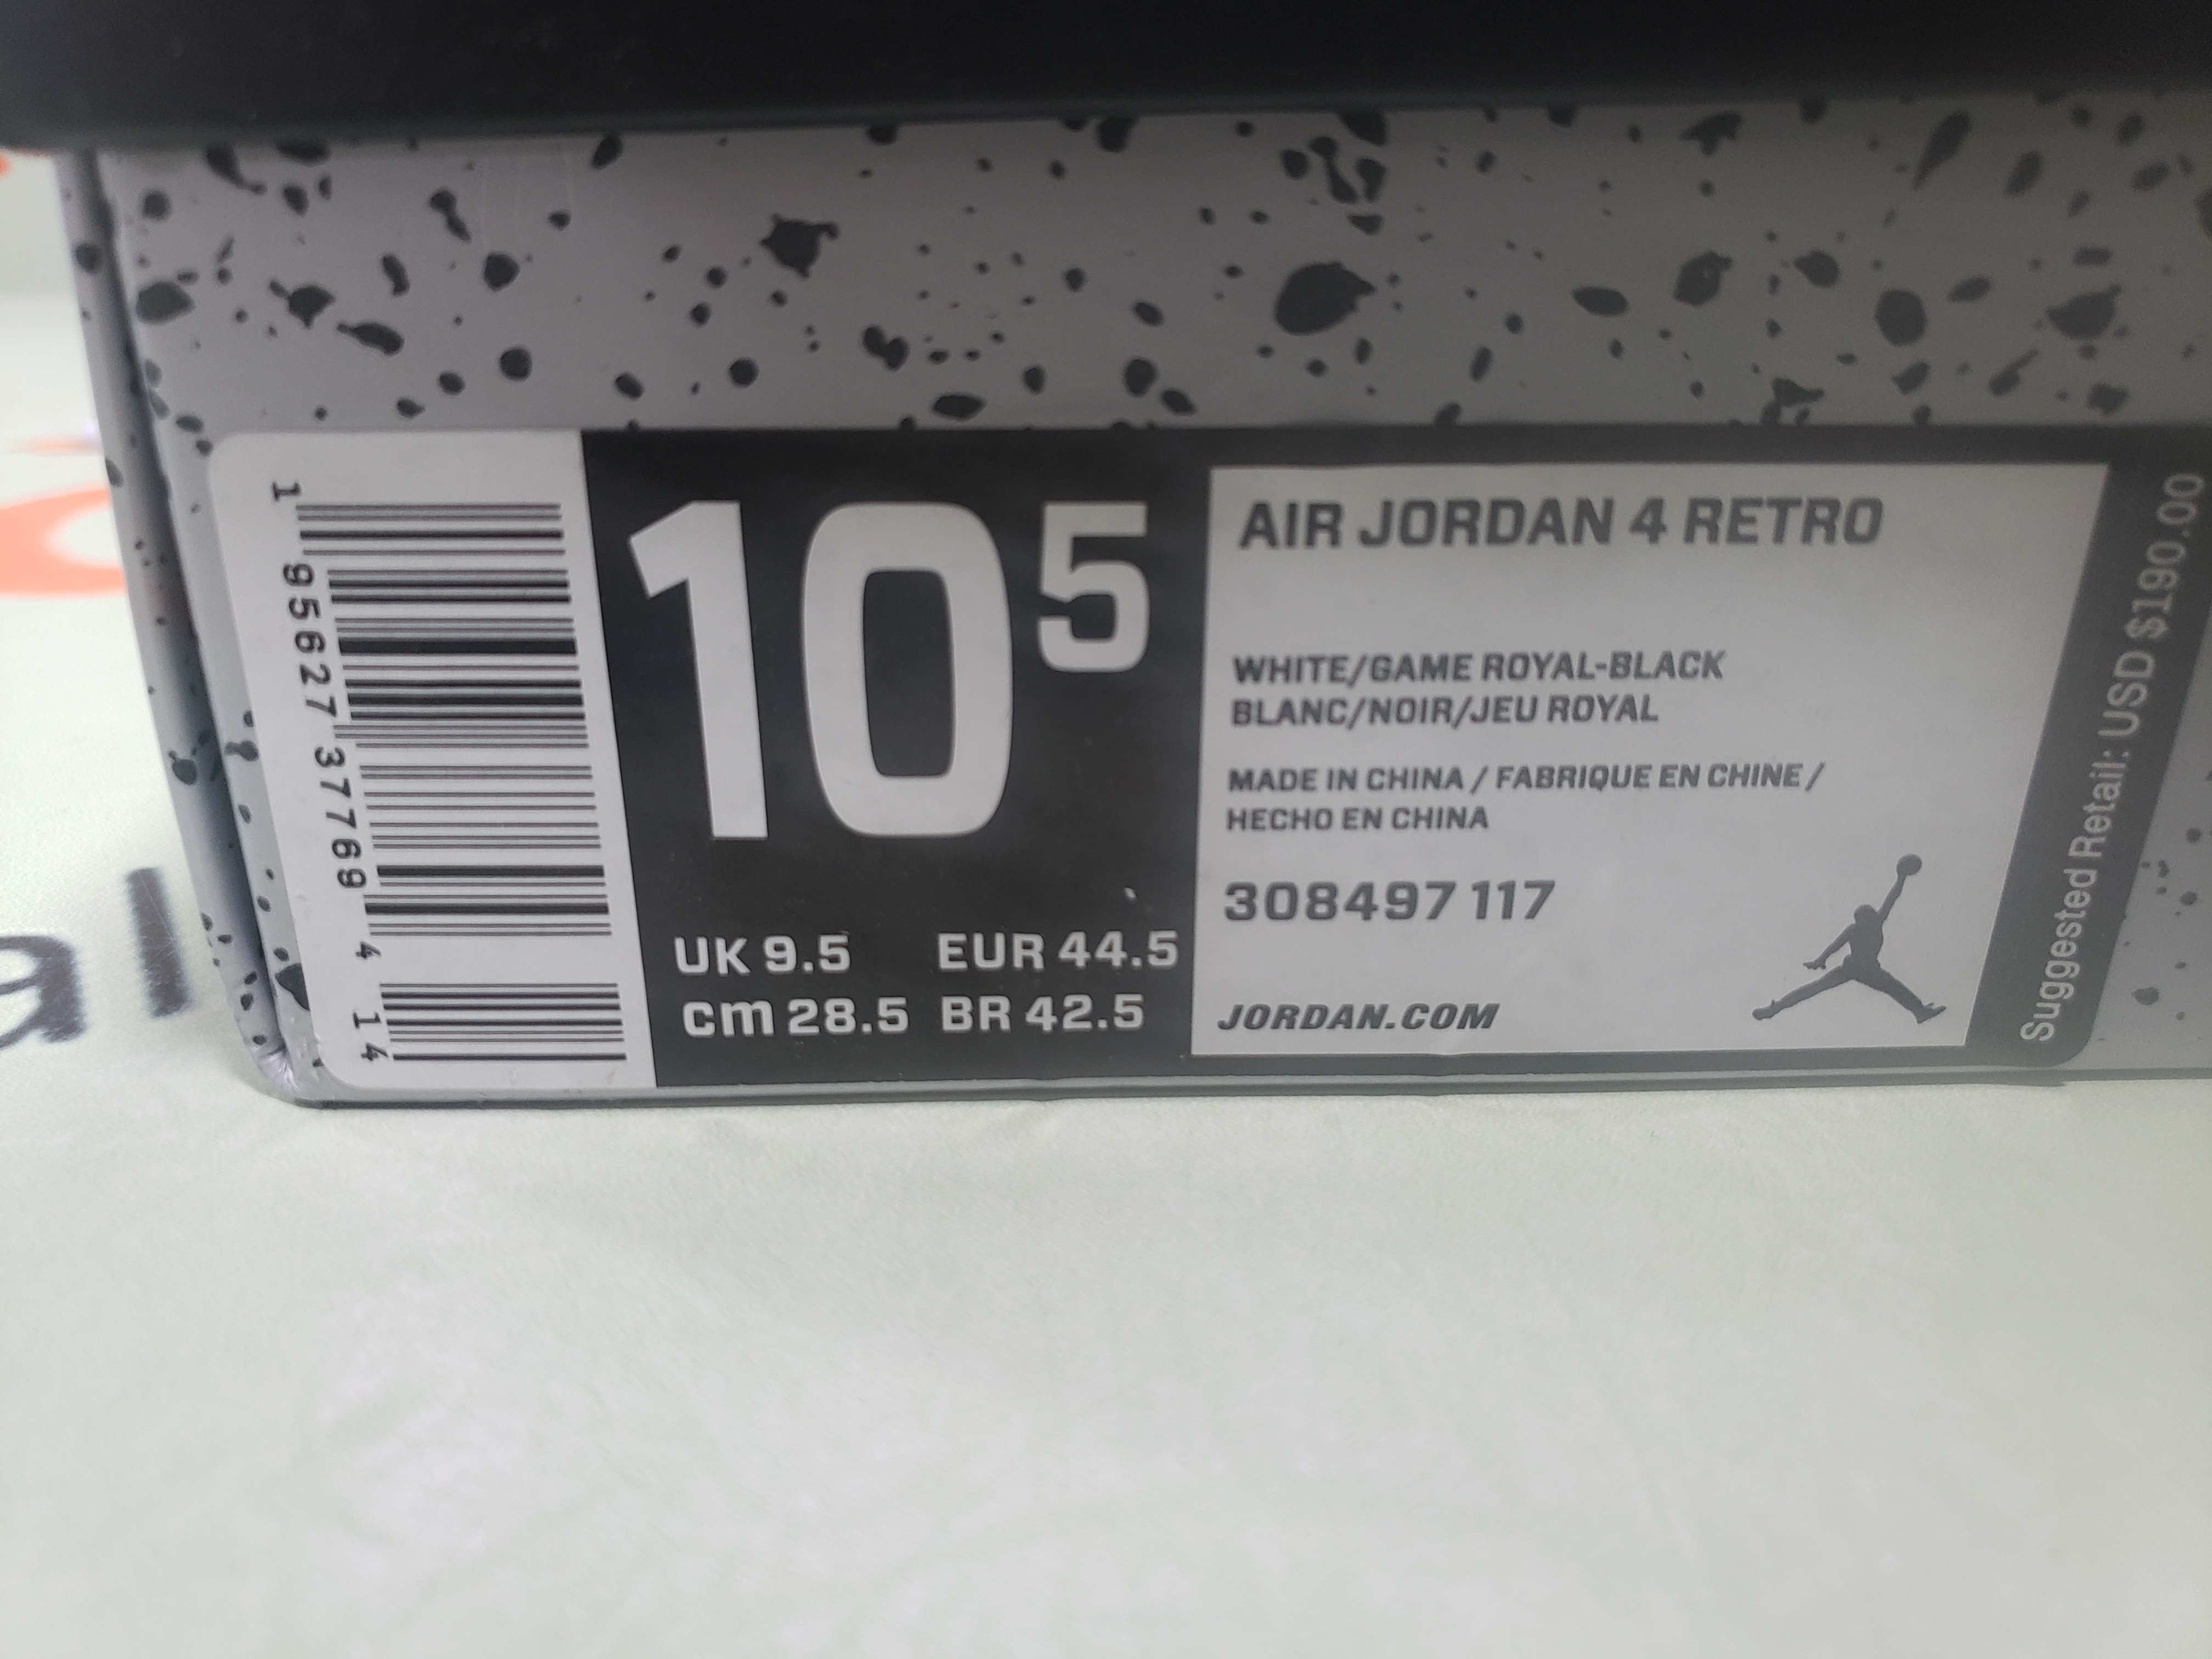 1 95627 37769 4 14
10 5
UK 9.5 EUR 44.5
cm 28.5 BR 42.5
AIR JORDAN 4 RETRO
WHITE/GAME ROYAL-BLACK
BLANC/NOIR/JEU ROYAL
MADE IN CHINA / FABRIQUE EN CHINE /
HECHO EN CHINA
308497 117
JORDAN.COM
Suggested Retail: USD $190.00
al